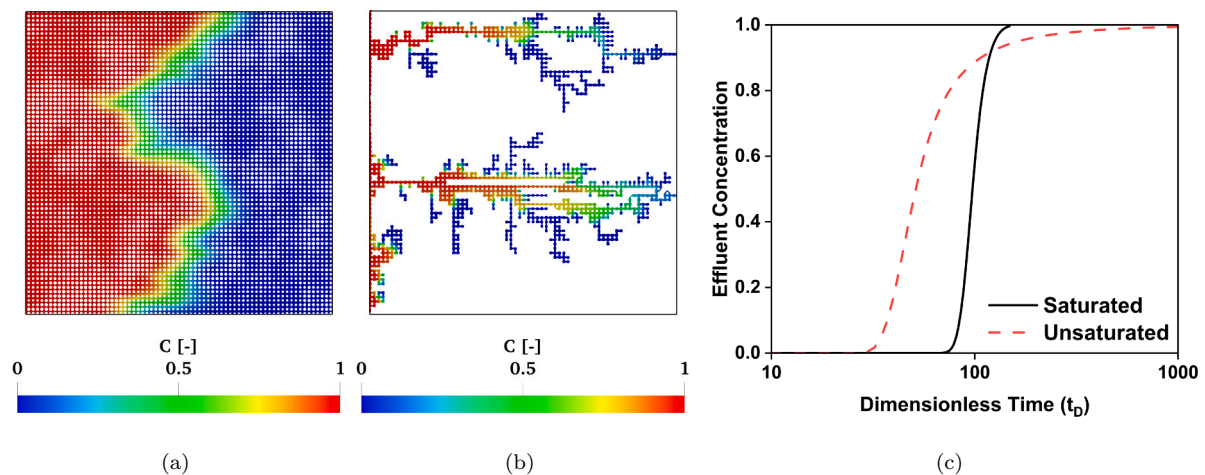 C [-]
0 0.5 1
C [-]
0 0.5 1
Effluent Concentration
1.0
0.8
0.6
0.4
0.2
0.0
Saturated
Unsaturated
10 100 1000
Dimensionless Time (t_D)
(a) (b) (c)